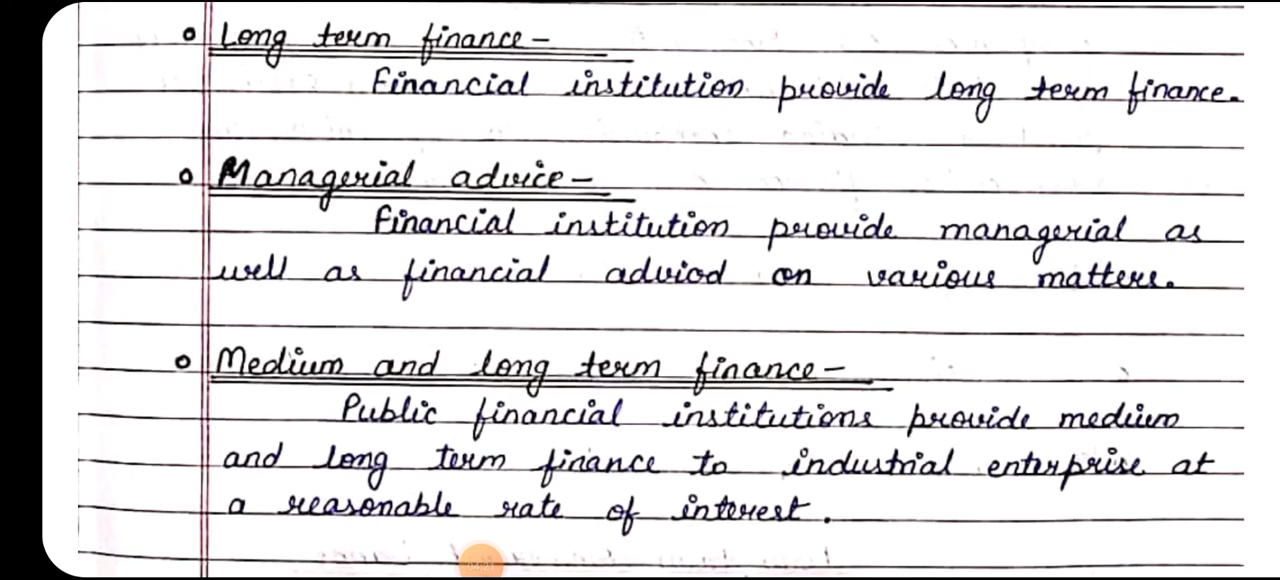 Long term finance-
Financial institution provide long term finance.
Managerial advice-
Financial institution provide managerial as
well as financial adviod on various matters.
Medium and long term finance-
Public financial institutions provide medium
and long term finance to industrial enterprise at
a reasonable rate of interest.